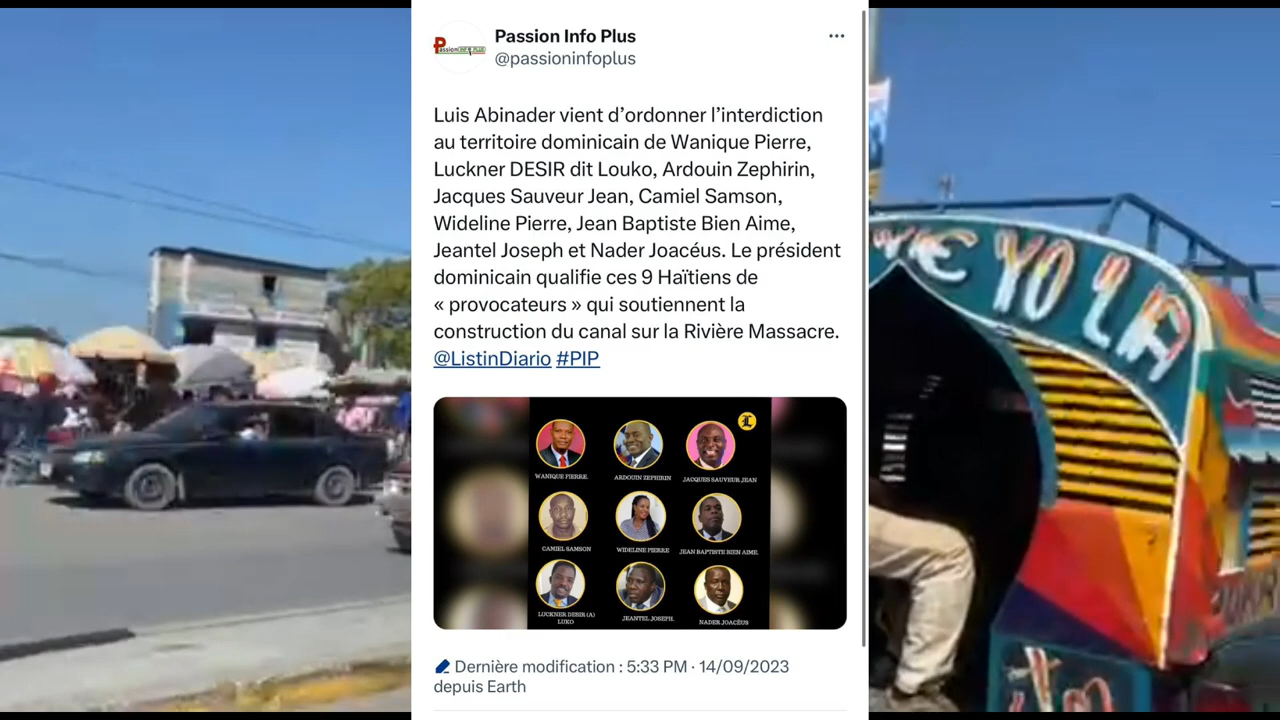 Passion Info Plus
@passioninfoplus
Luis Abinader vient d’ordonner l’interdiction
au territoire dominicain de Wanique Pierre,
Luckner DESIR dit Louko, Ardouin Zephirin,
Jacques Sauveur Jean, Camiel Samson,
Wideline Pierre, Jean Baptiste Bien Aime,
Jeantel Joseph et Nader Joacéus. Le président
dominicain qualifie ces 9 Haïtiens de
« provocateurs » qui soutiennent la
construction du canal sur la Rivière Massacre.
@ListinDiario #PIP
L
WANIQUE PIERRE.
ARDOUIN ZEPHIRIN
JACQUES SAUVEUR JEAN
CAMIEL SAMSON
WIDELINE PIERRE
JEAN BAPTISTE BIEN AIME.
LUCKNER DESIR (A)
LUKO
JEANTEL JOSEPH.
NADER JOACÉUS
Dernière modification : 5:33 PM · 14/09/2023
depuis Earth
YO LA